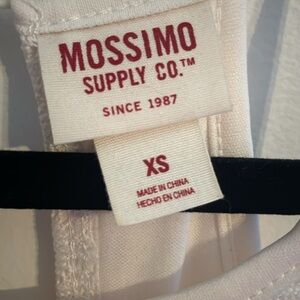 MOSSIMO
SUPPLY CO.™
SINCE 1987
XS
MADE IN CHINA
HECHO EN CHINA